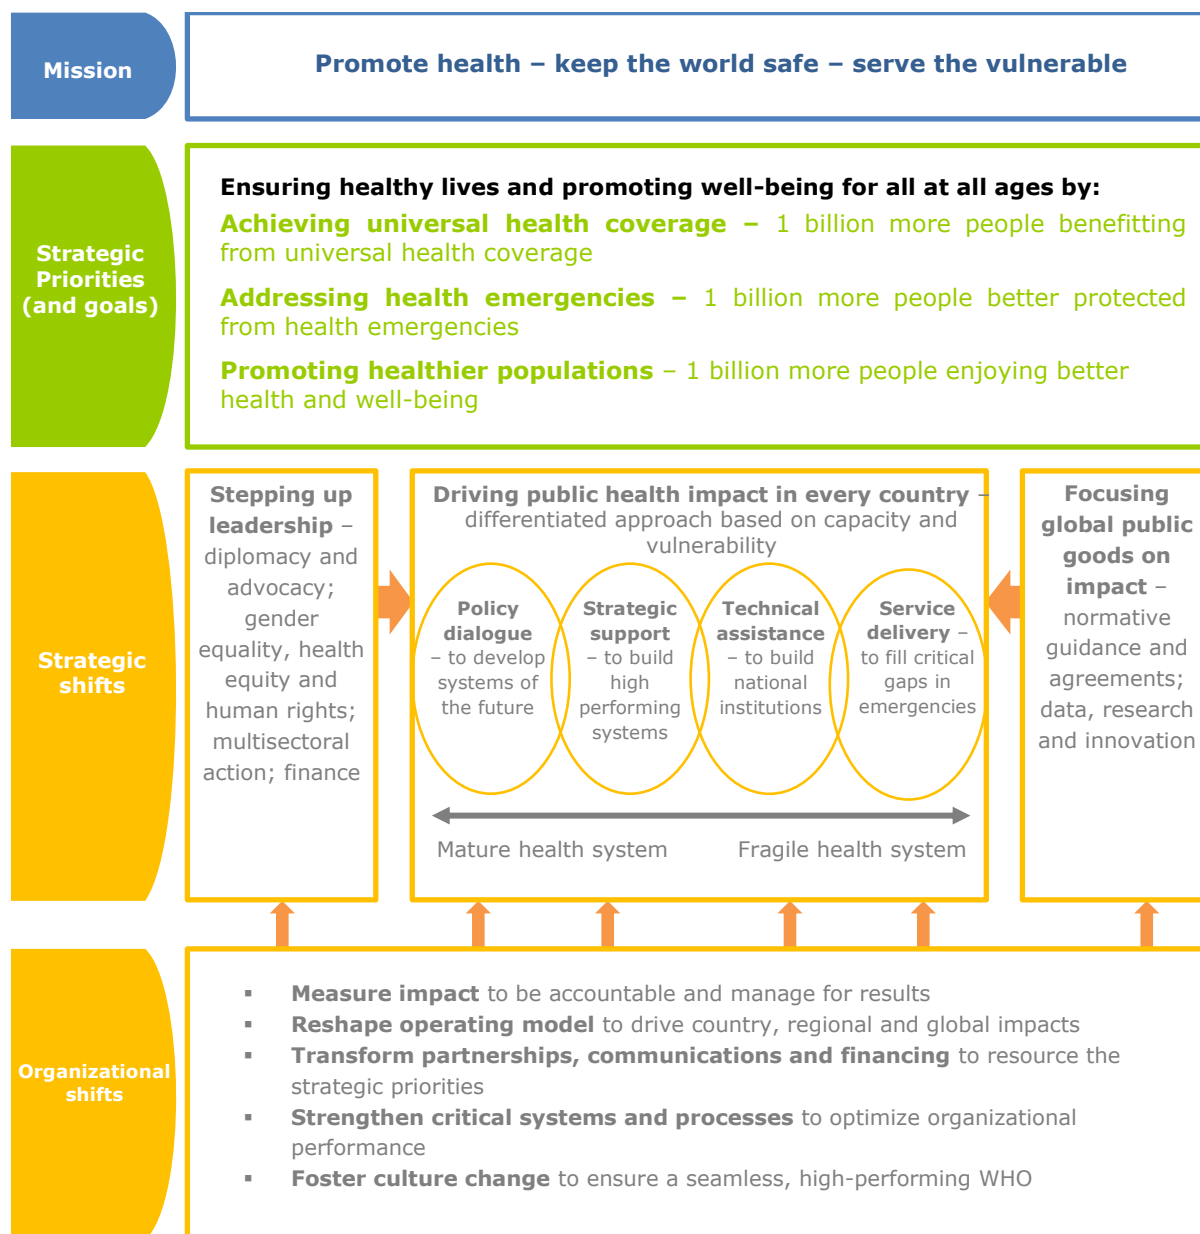 Mission
Promote health – keep the world safe – serve the vulnerable
Strategic
Priorities
(and goals)
Ensuring healthy lives and promoting well-being for all at all ages by:
Achieving universal health coverage – 1 billion more people benefitting
from universal health coverage
Addressing health emergencies – 1 billion more people better protected
from health emergencies
Promoting healthier populations – 1 billion more people enjoying better
health and well-being
Strategic
shifts
Stepping up
leadership –
diplomacy and
advocacy;
gender
equality, health
equity and
human rights;
multisectoral
action; finance
Driving public health impact in every country –
differentiated approach based on capacity and
vulnerability
Policy
dialogue
– to develop
systems of
the future
Strategic
support
– to build
high
performing
systems
Technical
assistance
– to build
national
institutions
Service
delivery –
to fill critical
gaps in
emergencies
Mature health system
Fragile health system
Focusing
global public
goods on
impact –
normative
guidance and
agreements;
data, research
and innovation
Organizational
shifts
▪ Measure impact to be accountable and manage for results
▪ Reshape operating model to drive country, regional and global impacts
▪ Transform partnerships, communications and financing to resource the
strategic priorities
▪ Strengthen critical systems and processes to optimize organizational
performance
▪ Foster culture change to ensure a seamless, high-performing WHO